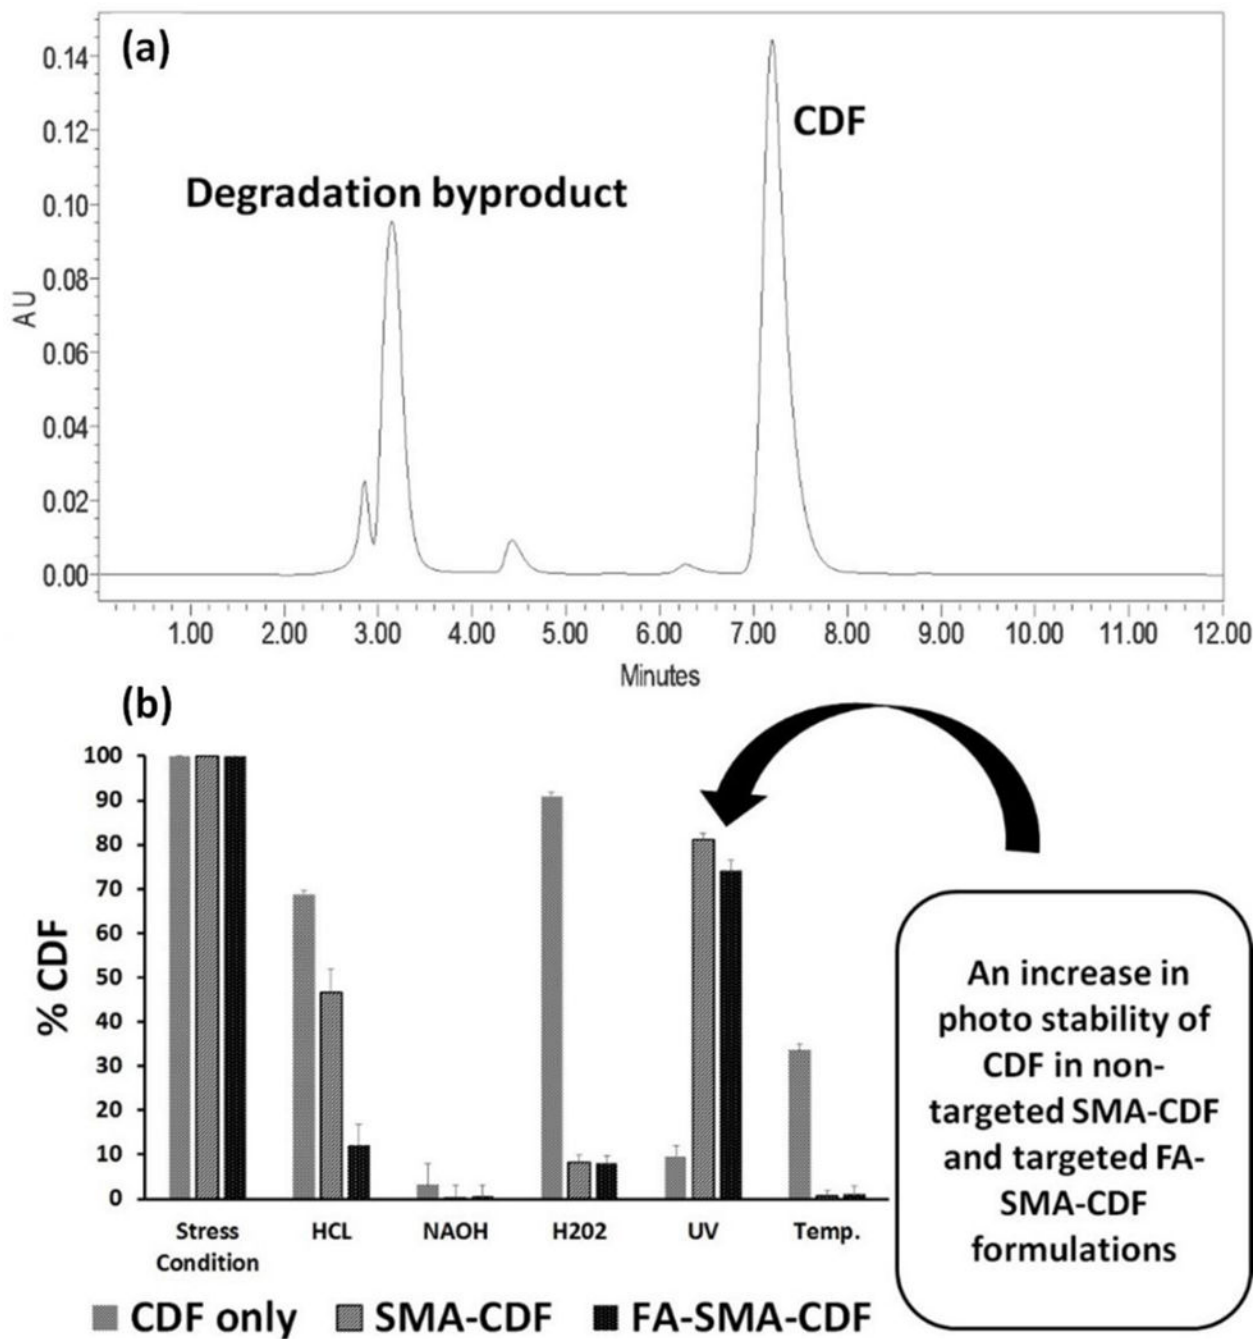 (a)
0.14
CDF
0.12
Degradation byproduct
0.10
0.08
AU
0.06
0.04
0.02
0.00
1.00 2.00 3.00 4.00 5.00 6.00 7.00 8.00 9.00 10.00 11.00 12.00
Minutes
(b)
100
90
80
70
60
50
40
30
20
10
0
% CDF
Stress Condition HCL NAOH H202 UV Temp.
CDF only SMA-CDF FA-SMA-CDF
An increase in
photo stability of
CDF in non-
targeted SMA-CDF
and targeted FA-
SMA-CDF
formulations